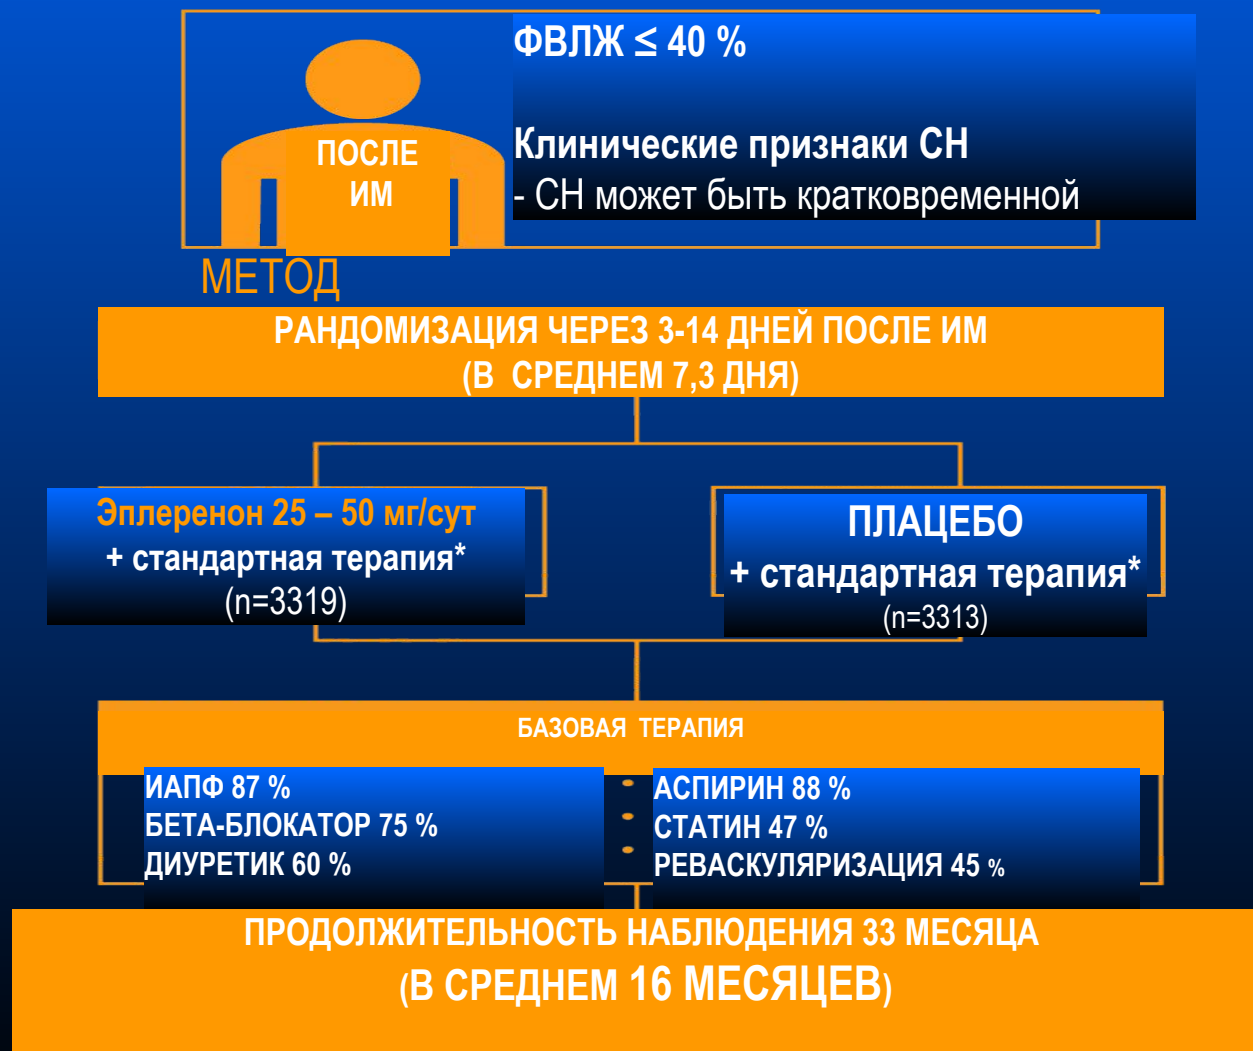 ФВЛЖ ≤ 40 %
Клинические признаки СН
- СН может быть кратковременной
ПОСЛЕ
ИМ
МЕТОД
РАНДОМИЗАЦИЯ ЧЕРЕЗ 3-14 ДНЕЙ ПОСЛЕ ИМ
(В СРЕДНЕМ 7,3 ДНЯ)
Эплеренон 25 – 50 мг/сут
+ стандартная терапия*
(n=3319)
ПЛАЦЕБО
+ стандартная терапия*
(n=3313)
БАЗОВАЯ ТЕРАПИЯ
ИАПФ 87 %
БЕТА-БЛОКАТОР 75 %
ДИУРЕТИК 60 %
АСПИРИН 88 %
СТАТИН 47 %
РЕВАСКУЛЯРИЗАЦИЯ 45 %
ПРОДОЛЖИТЕЛЬНОСТЬ НАБЛЮДЕНИЯ 33 МЕСЯЦА
(В СРЕДНЕМ 16 МЕСЯЦЕВ)